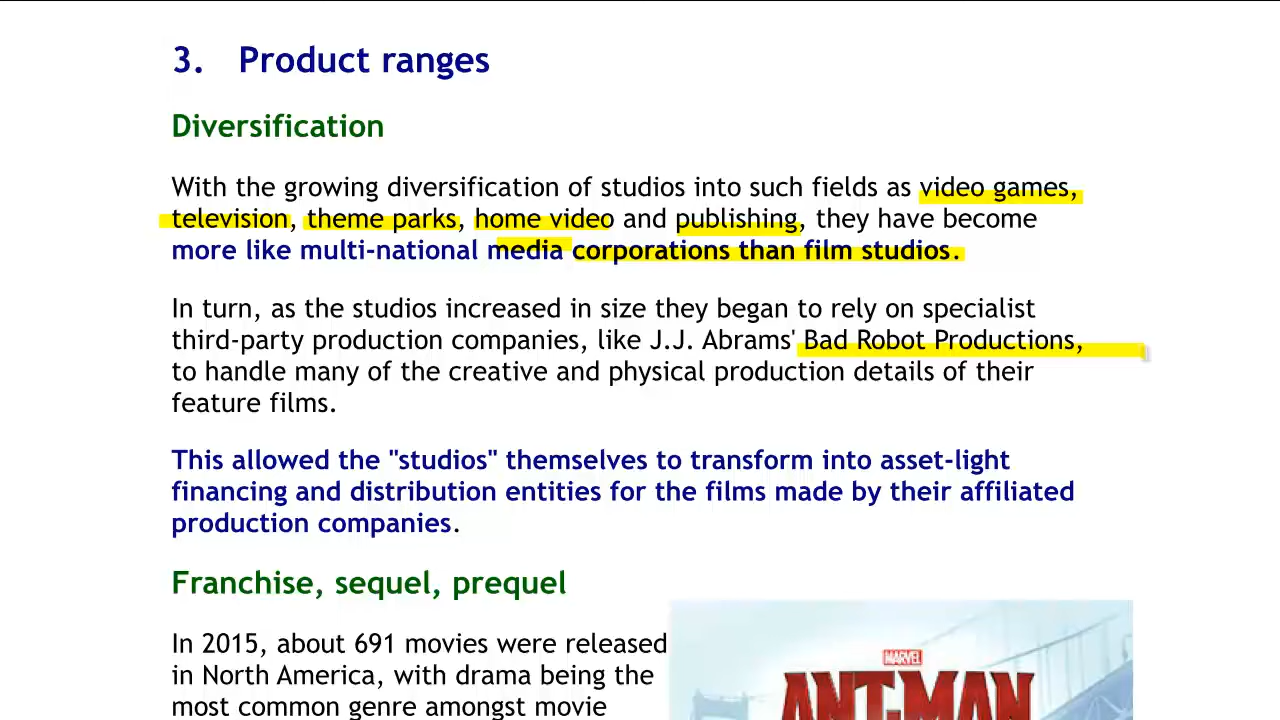 3. Product ranges
Diversification
With the growing diversification of studios into such fields as video games,
television, theme parks, home video and publishing, they have become
more like multi-national media corporations than film studios.
In turn, as the studios increased in size they began to rely on specialist
third-party production companies, like J.J. Abrams' Bad Robot Productions,
to handle many of the creative and physical production details of their
feature films.
This allowed the "studios" themselves to transform into asset-light
financing and distribution entities for the films made by their affiliated
production companies.
Franchise, sequel, prequel
In 2015, about 691 movies were released
in North America, with drama being the
most common genre amongst movie
MARVEL
ANT-MAN